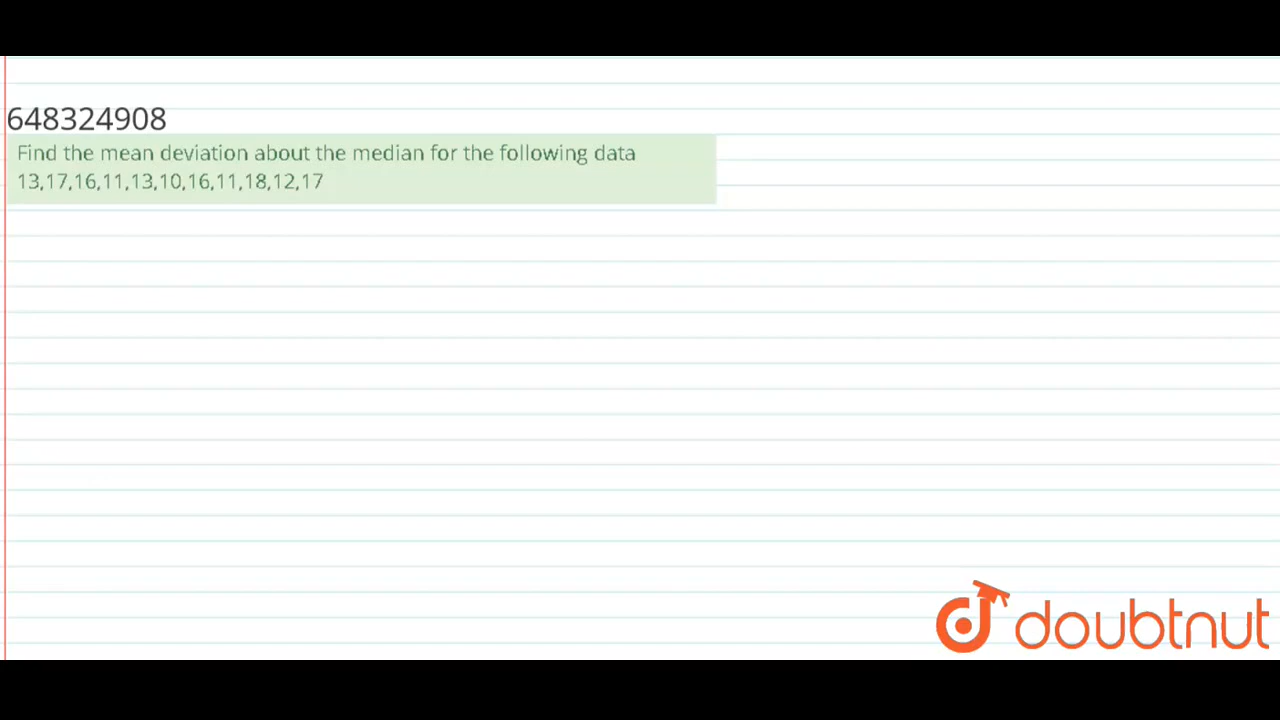 648324908
Find the mean deviation about the median for the following data
13,17,16,11,13,10,16,11,18,12,17
doubtnut